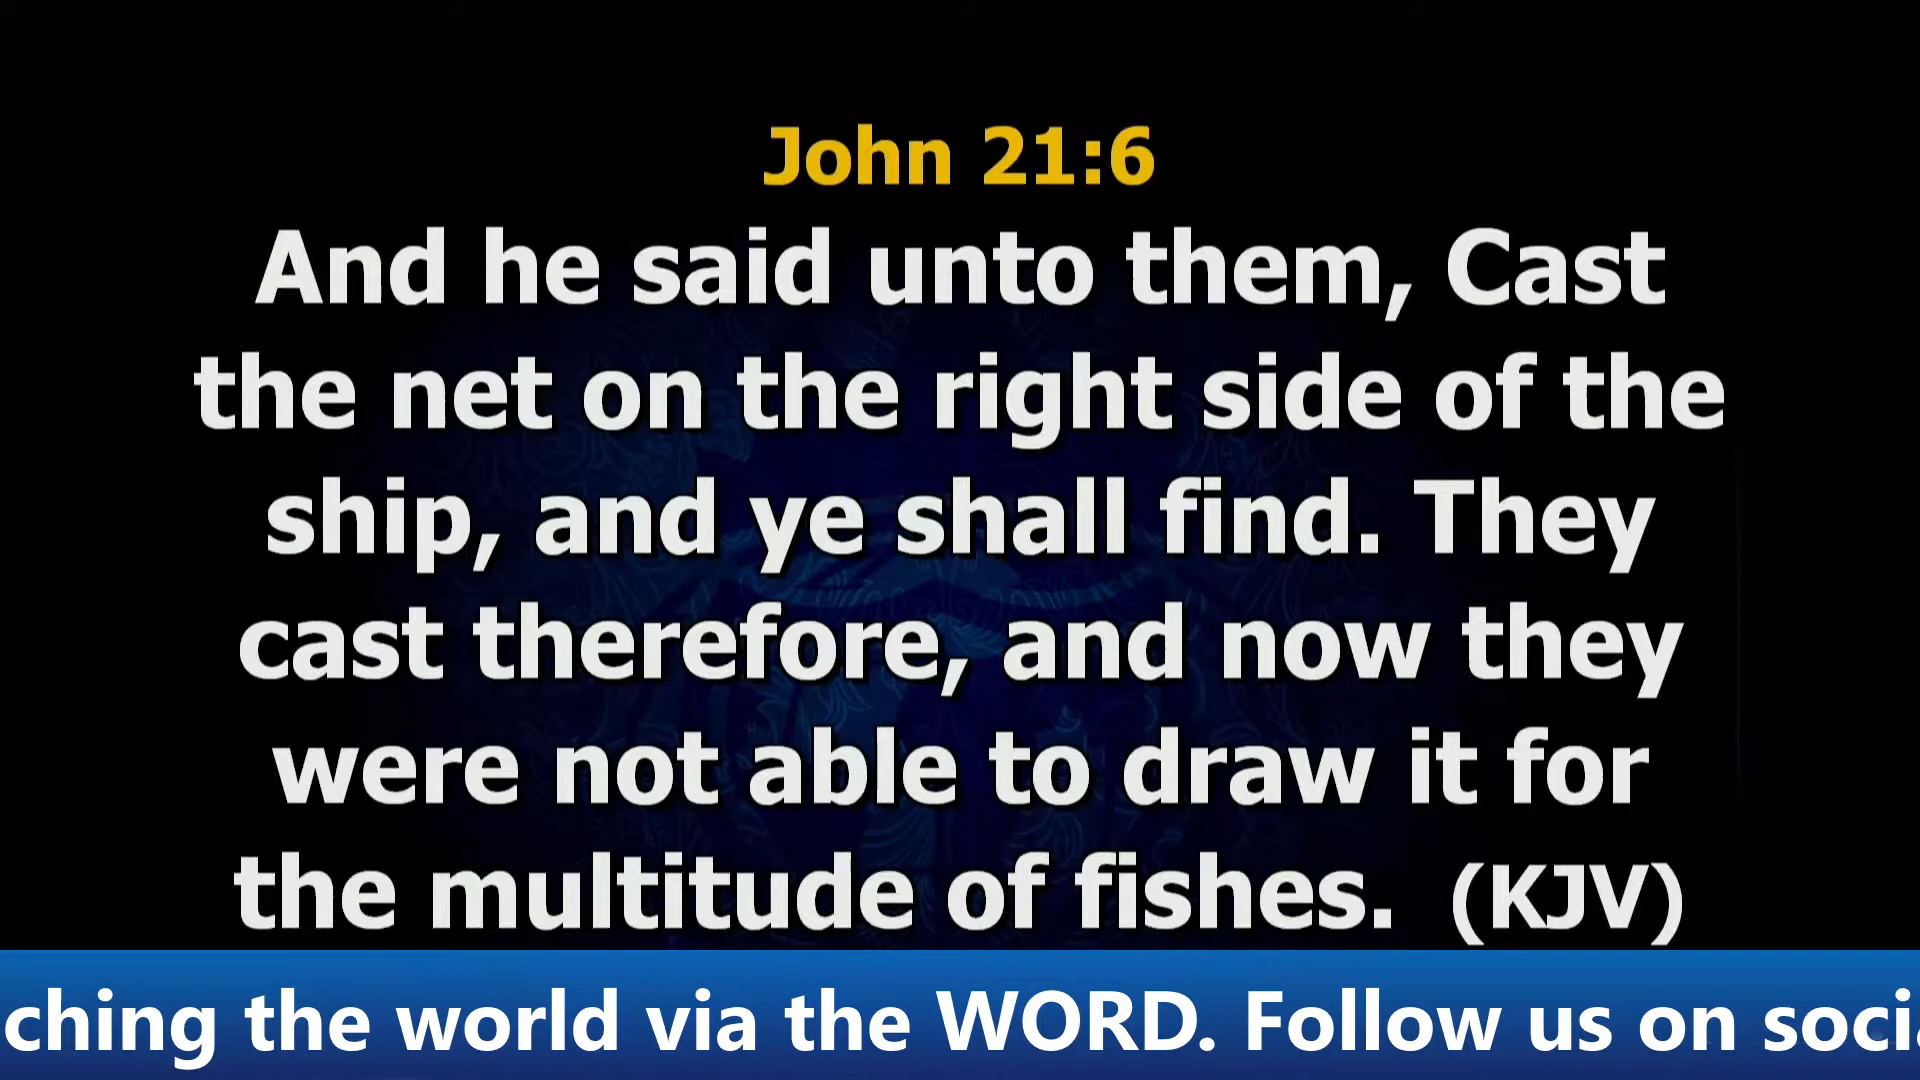 John 21:6
And he said unto them, Cast
the net on the right side of the
ship, and ye shall find. They
cast therefore, and now they
were not able to draw it for
the multitude of fishes. (KJV)
ching the world via the WORD. Follow us on soci